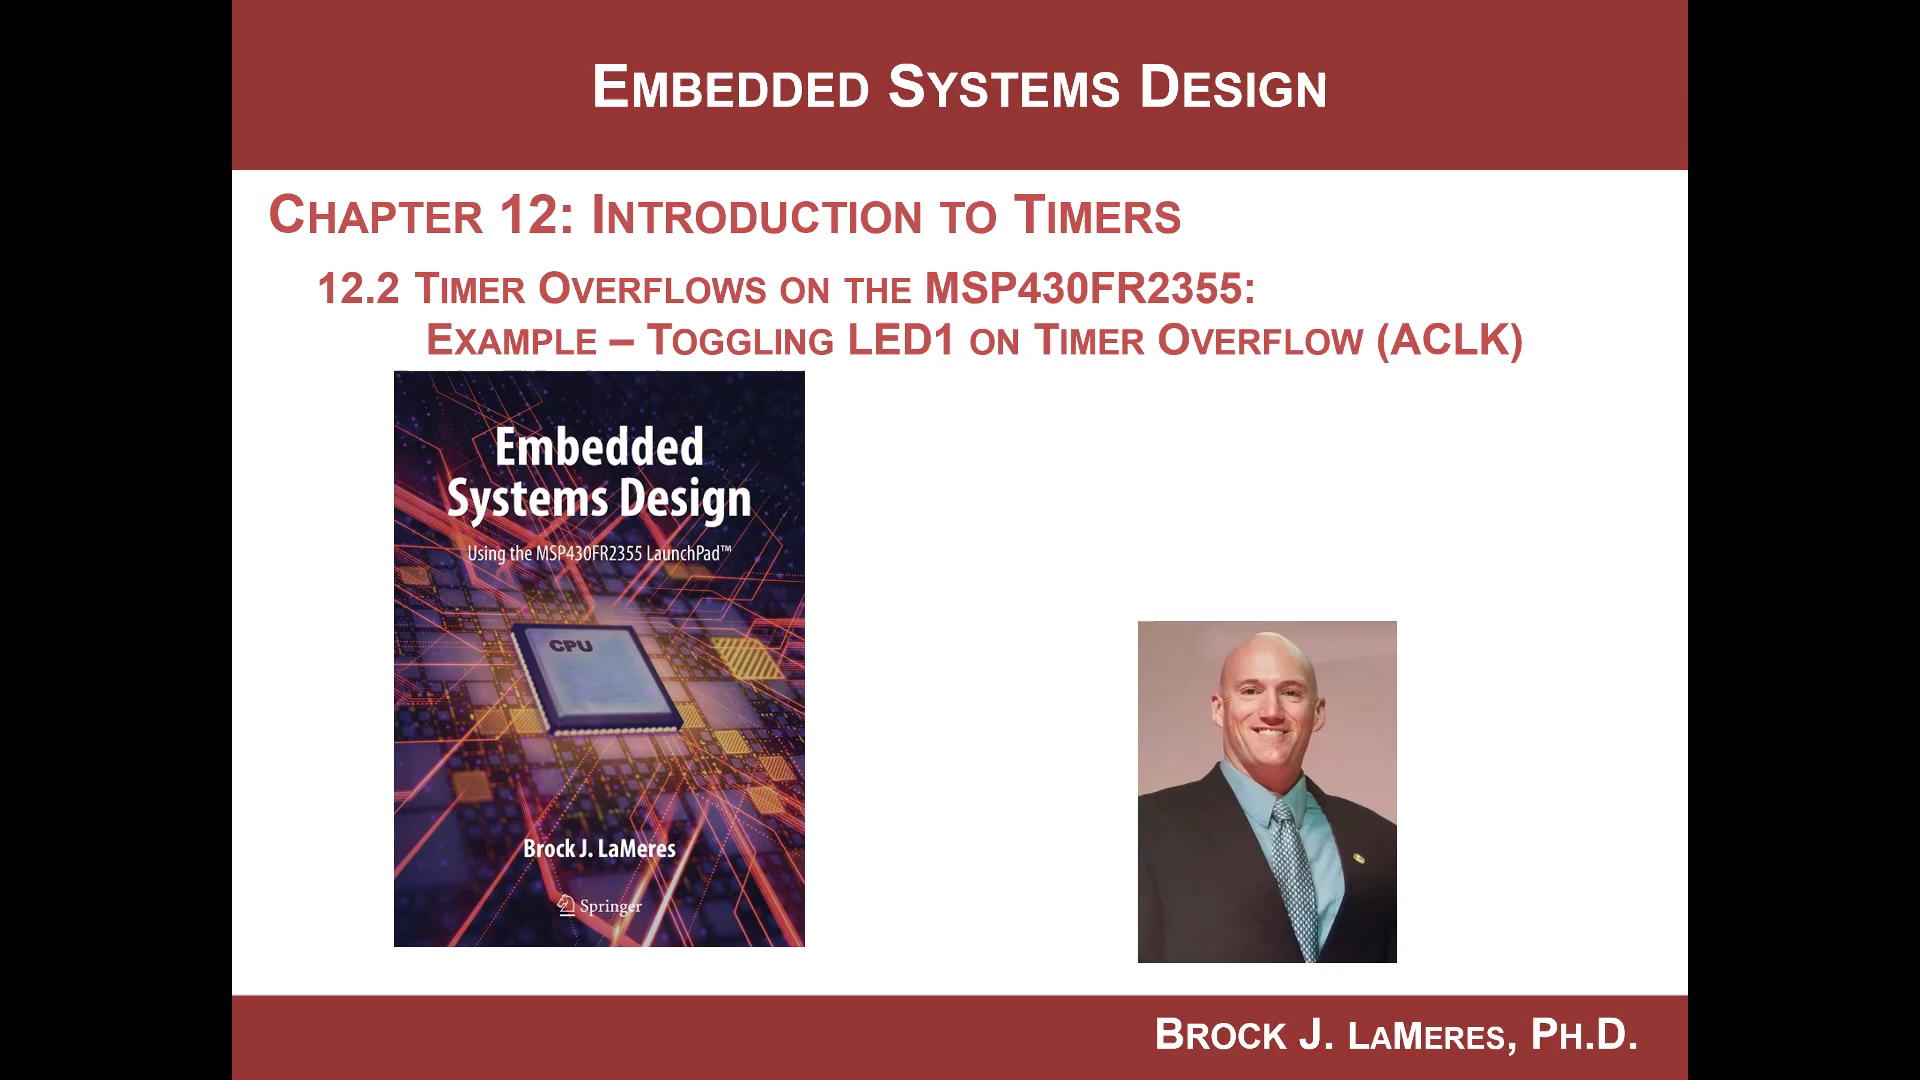 EMBEDDED SYSTEMS DESIGN
CHAPTER 12: INTRODUCTION TO TIMERS
12.2 TIMER OVERFLOWS ON THE MSP430FR2355:
EXAMPLE – TOGGLING LED1 ON TIMER OVERFLOW (ACLK)
Embedded
Systems Design
Using the MSP430FR2355 LaunchPad™
CPU
Brock J. LaMeres
Springer
BROCK J. LAMERES, PH.D.